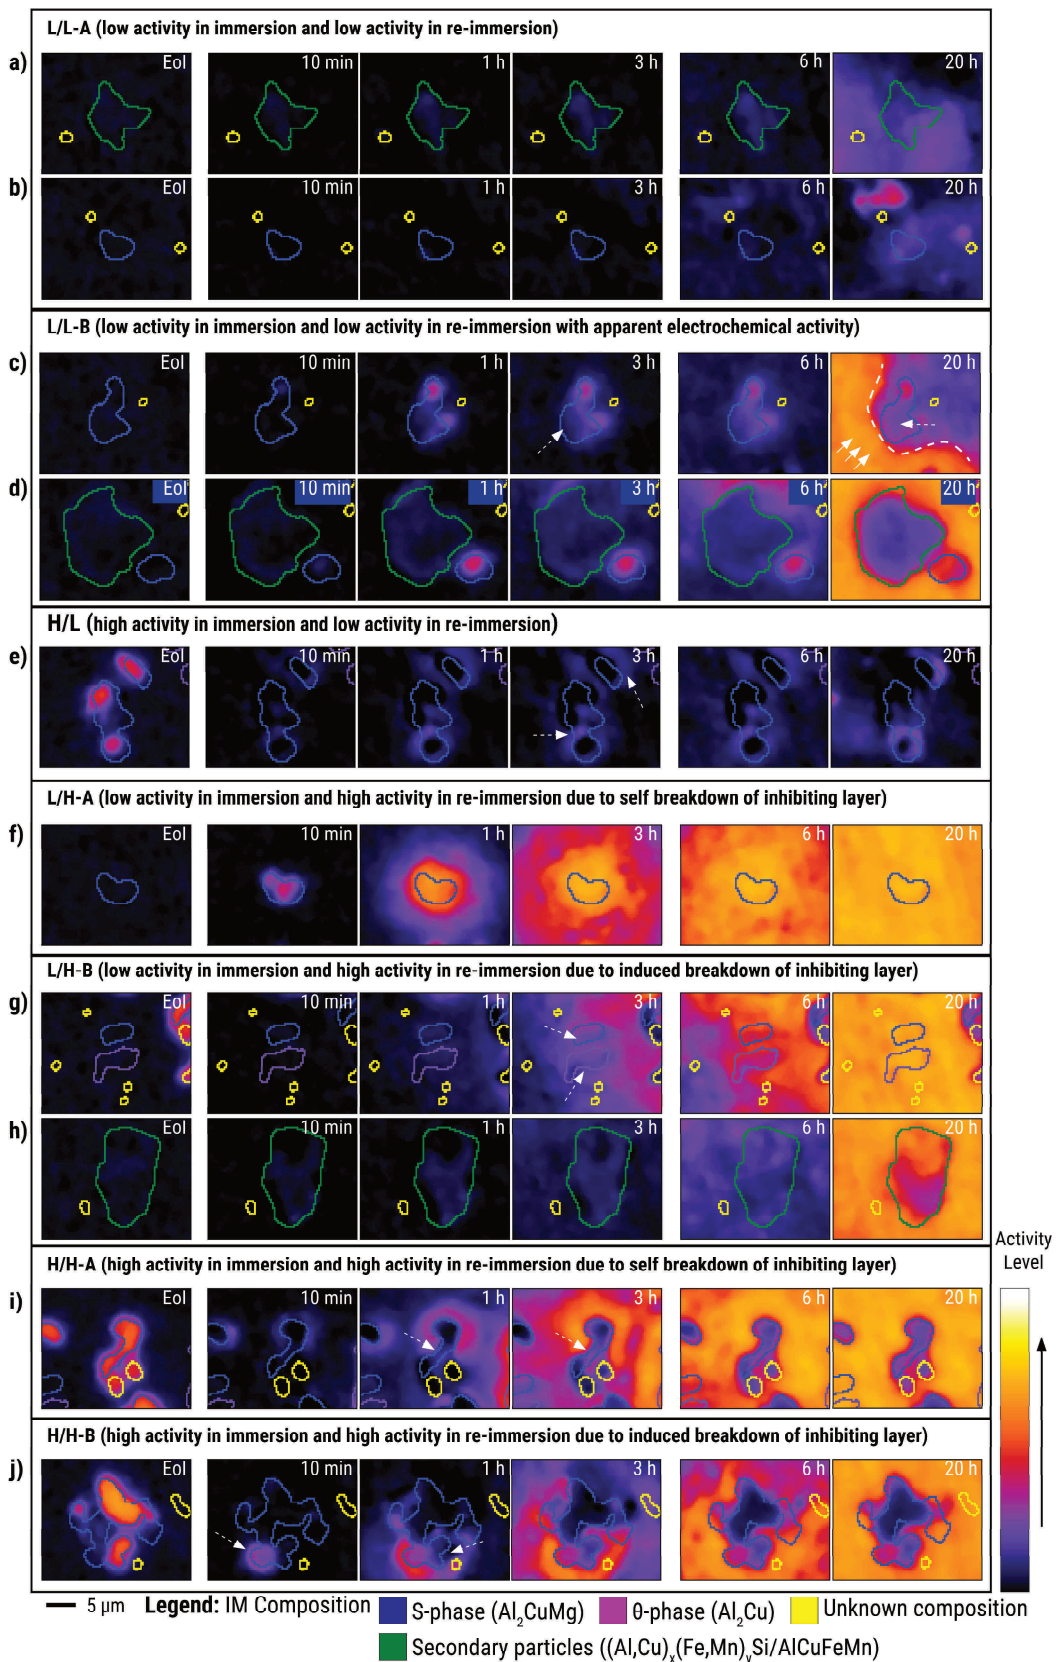 L/L-A (low activity in immersion and low activity in re-immersion)
a) EoI 10 min 1 h 3 h 6 h 20 h
b) EoI 10 min 1 h 3 h 6 h 20 h
L/L-B (low activity in immersion and low activity in re-immersion with apparent electrochemical activity)
c) EoI 10 min 1 h 3 h 6 h 20 h
d) EoI 10 min 1 h 3 h 6 h 20 h
H/L (high activity in immersion and low activity in re-immersion)
e) EoI 10 min 1 h 3 h 6 h 20 h
L/H-A (low activity in immersion and high activity in re-immersion due to self breakdown of inhibiting layer)
f) EoI 10 min 1 h 3 h 6 h 20 h
L/H-B (low activity in immersion and high activity in re-immersion due to induced breakdown of inhibiting layer)
g) EoI 10 min 1 h 3 h 6 h 20 h
h) EoI 10 min 1 h 3 h 6 h 20 h
H/H-A (high activity in immersion and high activity in re-immersion due to self breakdown of inhibiting layer)
i) EoI 10 min 1 h 3 h 6 h 20 h
H/H-B (high activity in immersion and high activity in re-immersion due to induced breakdown of inhibiting layer)
j) EoI 10 min 1 h 3 h 6 h 20 h
Activity
Level
5 µm Legend: IM Composition S-phase (Al₂CuMg) θ-phase (Al₂Cu) Unknown composition
Secondary particles ((Al,Cu)ₓ(Fe,Mn)ᵧSi/AlCuFeMn)